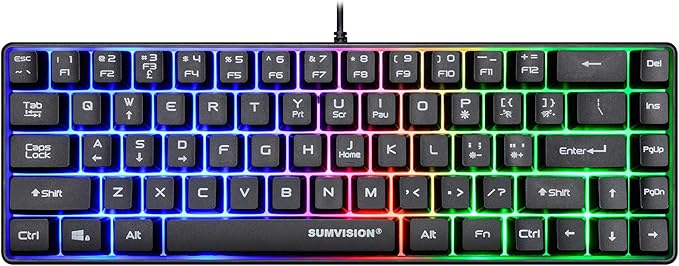 ESC ~ ` ! 1 F1 @ 2 F2 # 3 F3 £ $ 4 F4 % 5 F5 ^ 6 F6 & 7 F7 * 8 F8 ( 9 F9 ) 0 F10 - F11 + = F12 ← Del
Tab Q W ↑ E R T Y Prt U Scr I Pau O P [ { ] } \ Ins
Caps Lock A ← S ↓ D → F G H J Home K L ; : ' " Enter PgUp
Shift Z X C V B N M , < . > / ? Shift ↑ PgDn
Ctrl Alt SUMVISION® Alt Fn Ctrl ← ↓ →